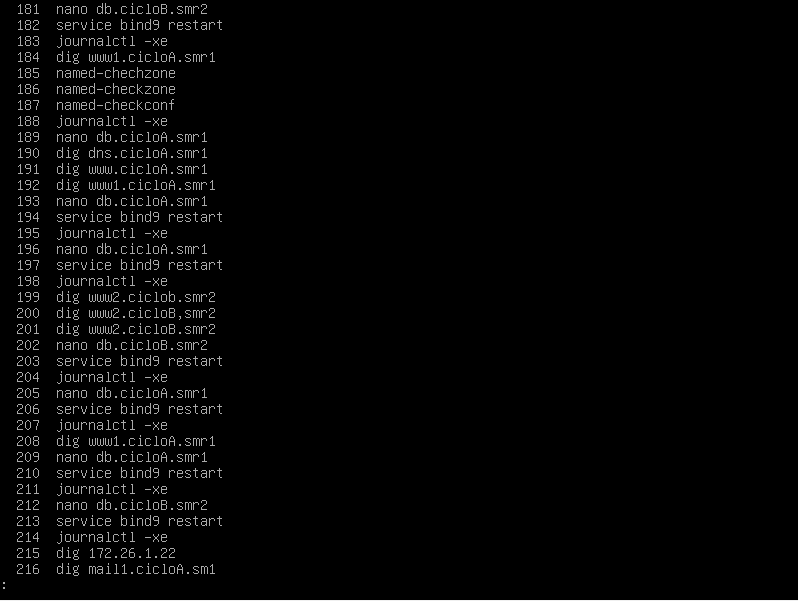 181 nano db.cicloB.smr2
182 service bind9 restart
183 journalctl -xe
184 dig www1.cicloA.smr1
185 named-chechzone
186 named-checkzone
187 named-checkconf
188 journalctl -xe
189 nano db.cicloA.smr1
190 dig dns.cicloA.smr1
191 dig www.cicloA.smr1
192 dig www1.cicloA.smr1
193 nano db.cicloA.smr1
194 service bind9 restart
195 journalctl -xe
196 nano db.cicloA.smr1
197 service bind9 restart
198 journalctl -xe
199 dig www2.ciclob.smr2
200 dig www2.cicloB,smr2
201 dig www2.cicloB.smr2
202 nano db.cicloB.smr2
203 service bind9 restart
204 journalctl -xe
205 nano db.cicloA.smr1
206 service bind9 restart
207 journalctl -xe
208 dig www1.cicloA.smr1
209 nano db.cicloA.smr1
210 service bind9 restart
211 journalctl -xe
212 nano db.cicloB.smr2
213 service bind9 restart
214 journalctl -xe
215 dig 172.26.1.22
216 dig mail1.cicloA.sm1
: